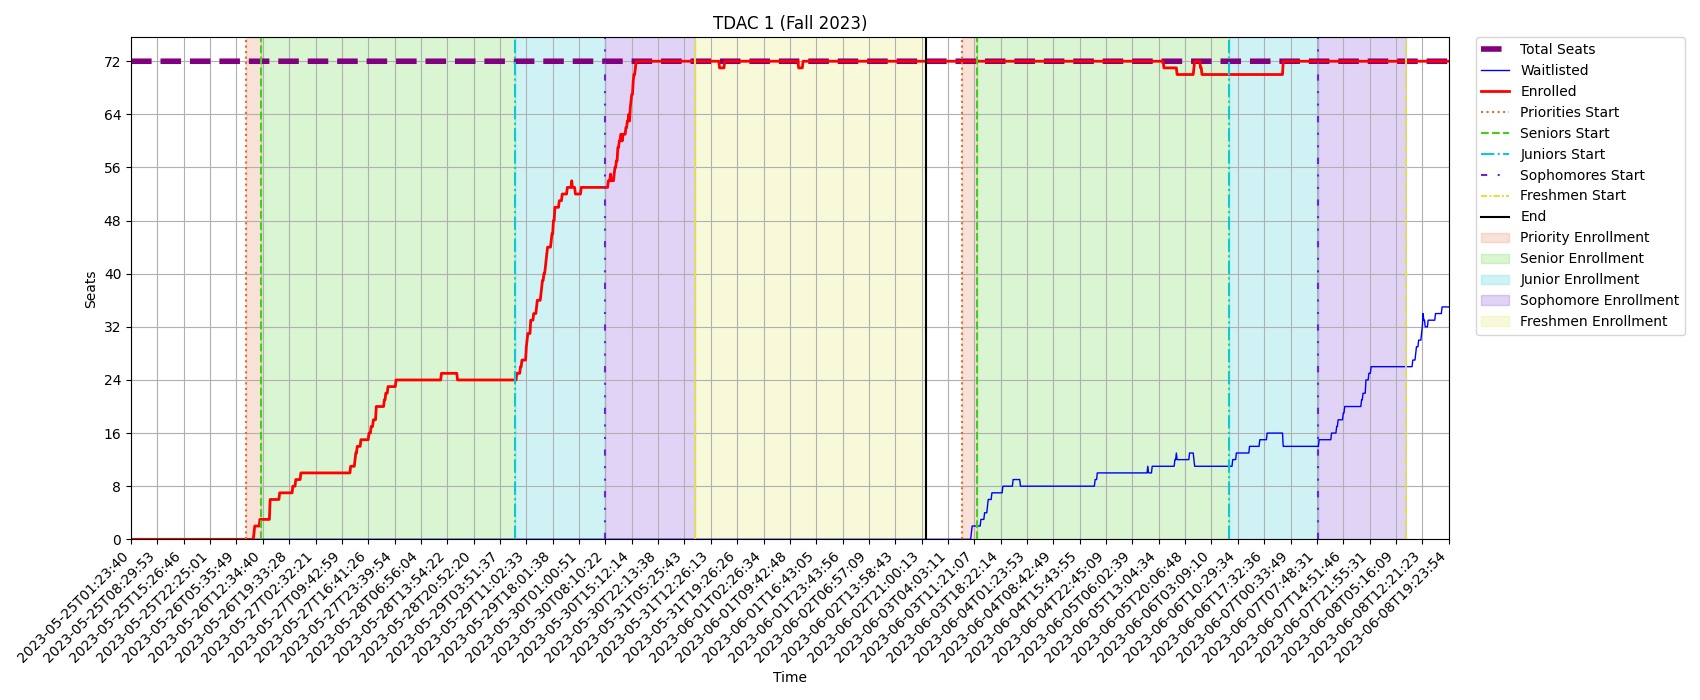 TDAC 1 (Fall 2023)
Seats
72
64
56
48
40
32
24
16
8
0
2023-05-25T01:23:40
2023-05-25T08:29:53
2023-05-25T15:26:46
2023-05-25T22:25:01
2023-05-26T05:35:49
2023-05-26T12:34:40
2023-05-26T19:33:28
2023-05-27T02:32:21
2023-05-27T09:42:59
2023-05-27T16:41:26
2023-05-27T23:39:54
2023-05-28T06:56:04
2023-05-28T13:54:22
2023-05-28T20:52:20
2023-05-29T03:51:37
2023-05-29T11:02:33
2023-05-29T18:01:38
2023-05-30T01:00:51
2023-05-30T08:10:22
2023-05-30T15:12:14
2023-05-30T22:13:38
2023-05-31T05:25:43
2023-05-31T12:26:13
2023-05-31T19:26:26
2023-06-01T02:26:34
2023-06-01T09:42:48
2023-06-01T16:43:05
2023-06-01T23:43:56
2023-06-02T06:57:09
2023-06-02T13:58:43
2023-06-02T21:00:13
2023-06-03T04:03:11
2023-06-03T11:21:07
2023-06-03T18:22:14
2023-06-04T01:23:53
2023-06-04T08:42:49
2023-06-04T15:43:55
2023-06-04T22:45:09
2023-06-05T06:02:39
2023-06-05T13:04:34
2023-06-05T20:06:48
2023-06-06T03:09:10
2023-06-06T10:29:34
2023-06-06T17:32:36
2023-06-07T00:33:49
2023-06-07T07:48:31
2023-06-07T14:51:46
2023-06-07T21:55:31
2023-06-08T05:16:09
2023-06-08T12:21:23
2023-06-08T19:23:54
Time
Total Seats
Waitlisted
Enrolled
Priorities Start
Seniors Start
Juniors Start
Sophomores Start
Freshmen Start
End
Priority Enrollment
Senior Enrollment
Junior Enrollment
Sophomore Enrollment
Freshmen Enrollment